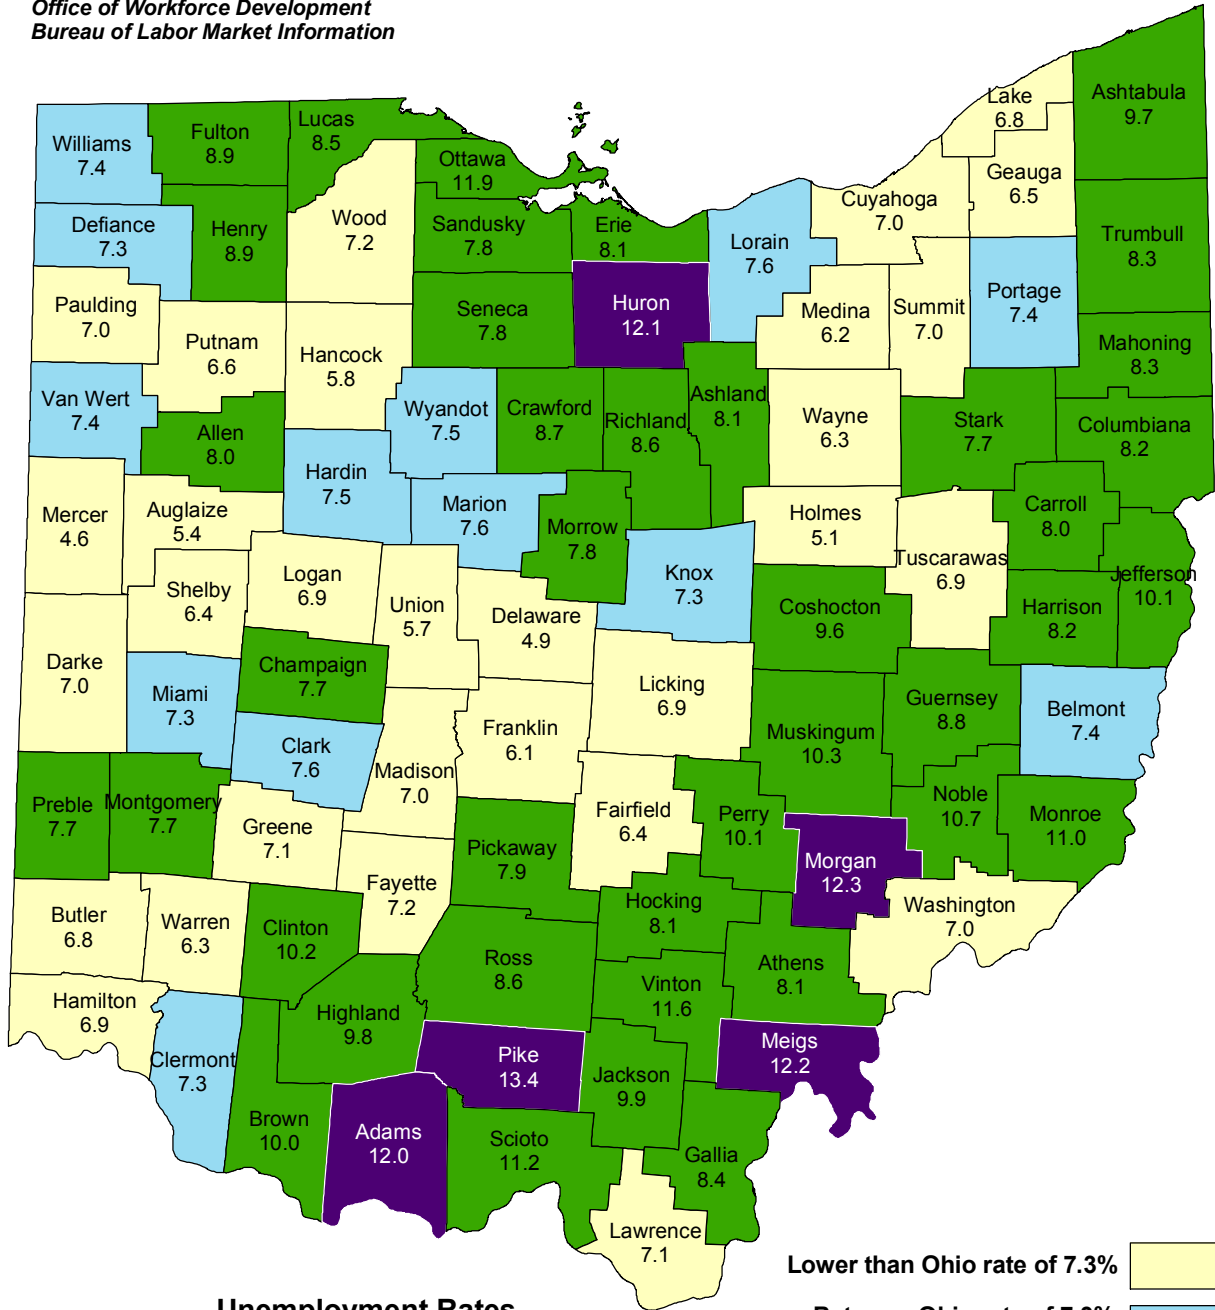 Office of Workforce Development
Bureau of Labor Market Information
Lake
6.8
Ashtabula
9.7
Williams
7.4
Fulton
8.9
Lucas
8.5
Ottawa
11.9
Geauga
6.5
Cuyahoga
7.0
Defiance
7.3
Henry
8.9
Wood
7.2
Sandusky
7.8
Erie
8.1
Lorain
7.6
Trumbull
8.3
Paulding
7.0
Putnam
6.6
Hancock
5.8
Seneca
7.8
Huron
12.1
Medina
6.2
Summit
7.0
Portage
7.4
Mahoning
8.3
Van Wert
7.4
Allen
8.0
Wyandot
7.5
Crawford
8.7
Richland
8.6
Ashland
8.1
Wayne
6.3
Stark
7.7
Columbiana
8.2
Mercer
4.6
Auglaize
5.4
Hardin
7.5
Marion
7.6
Morrow
7.8
Holmes
5.1
Carroll
8.0
Shelby
6.4
Logan
6.9
Union
5.7
Delaware
4.9
Knox
7.3
Coshocton
9.6
Tuscarawas
6.9
Harrison
8.2
Jefferson
10.1
Darke
7.0
Miami
7.3
Champaign
7.7
Licking
6.9
Guernsey
8.8
Belmont
7.4
Clark
7.6
Franklin
6.1
Muskingum
10.3
Madison
7.0
Preble
7.7
Montgomery
7.7
Greene
7.1
Fairfield
6.4
Perry
10.1
Noble
10.7
Monroe
11.0
Pickaway
7.9
Morgan
12.3
Fayette
7.2
Butler
6.8
Warren
6.3
Clinton
10.2
Hocking
8.1
Washington
7.0
Ross
8.6
Athens
8.1
Vinton
11.6
Hamilton
6.9
Highland
9.8
Clermont
7.3
Pike
13.4
Meigs
12.2
Jackson
9.9
Brown
10.0
Adams
12.0
Scioto
11.2
Gallia
8.4
Lawrence
7.1
Lower than Ohio rate of 7.3%
Unemployment Rates